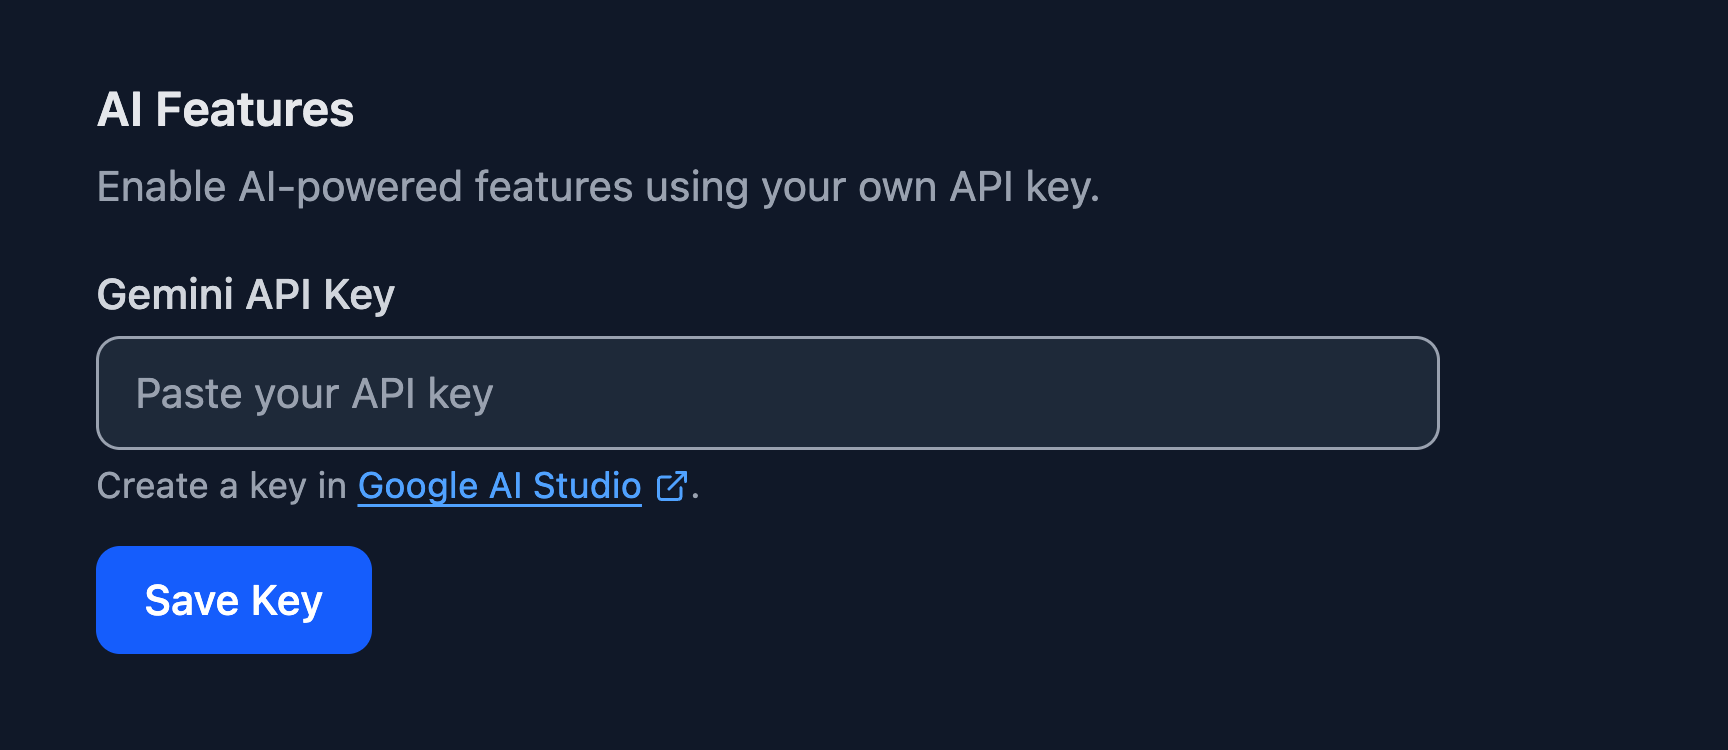 AI Features
Enable AI-powered features using your own API key.
Gemini API Key
Paste your API key
Create a key in Google AI Studio.
Save Key